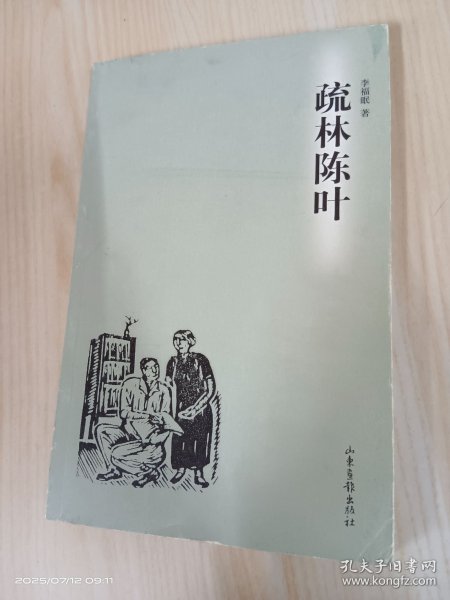 李福眠 著
疏林陈叶
山东画报出版社
2025/07/12 09:11
孔夫子旧书网
www.kongfz.com